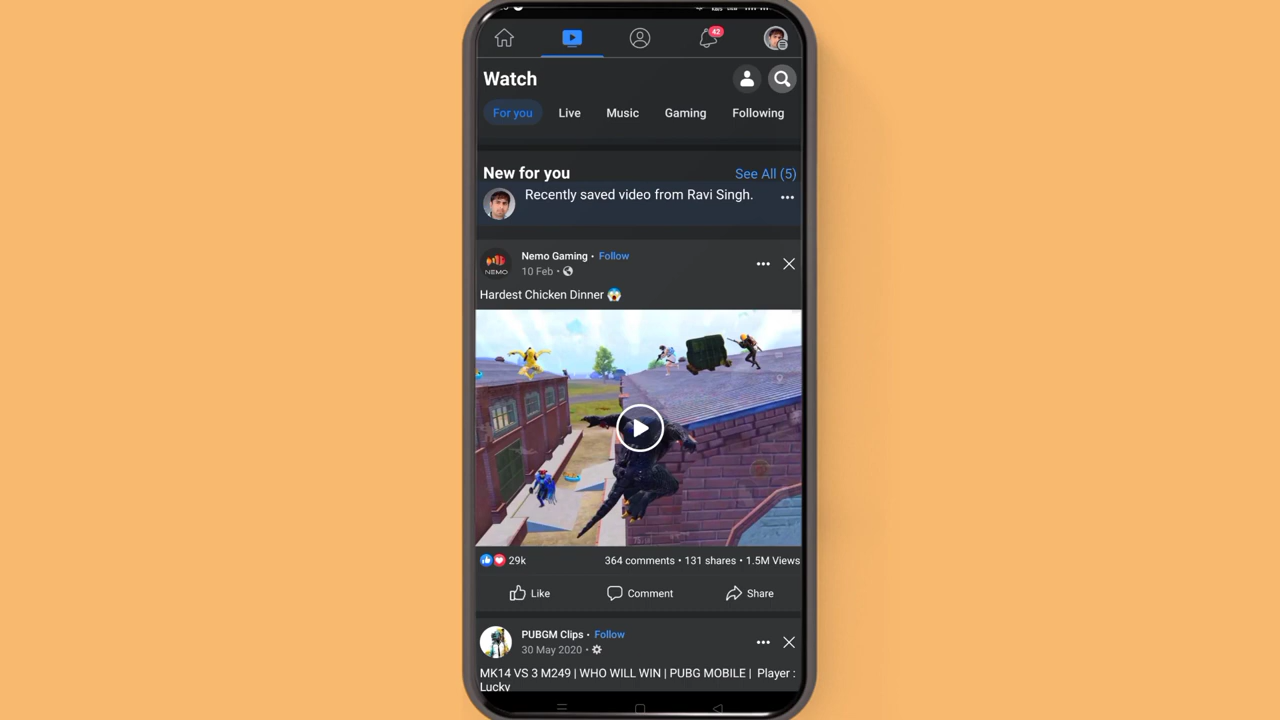 42
Watch
For you Live Music Gaming Following
New for you See All (5)
Recently saved video from Ravi Singh.
Nemo Gaming • Follow
10 Feb •
NEMO
Hardest Chicken Dinner 😱
29k 364 comments • 131 shares • 1.5M Views
Like Comment Share
PUBGM Clips • Follow
30 May 2020 •
MK14 VS 3 M249 | WHO WILL WIN | PUBG MOBILE | Player :
Lucky